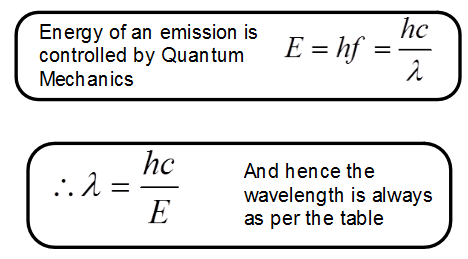 Energy of an emission is
controlled by Quantum
Mechanics
E = hf = hc/λ
∴ λ = hc/E
And hence the
wavelength is always
as per the table